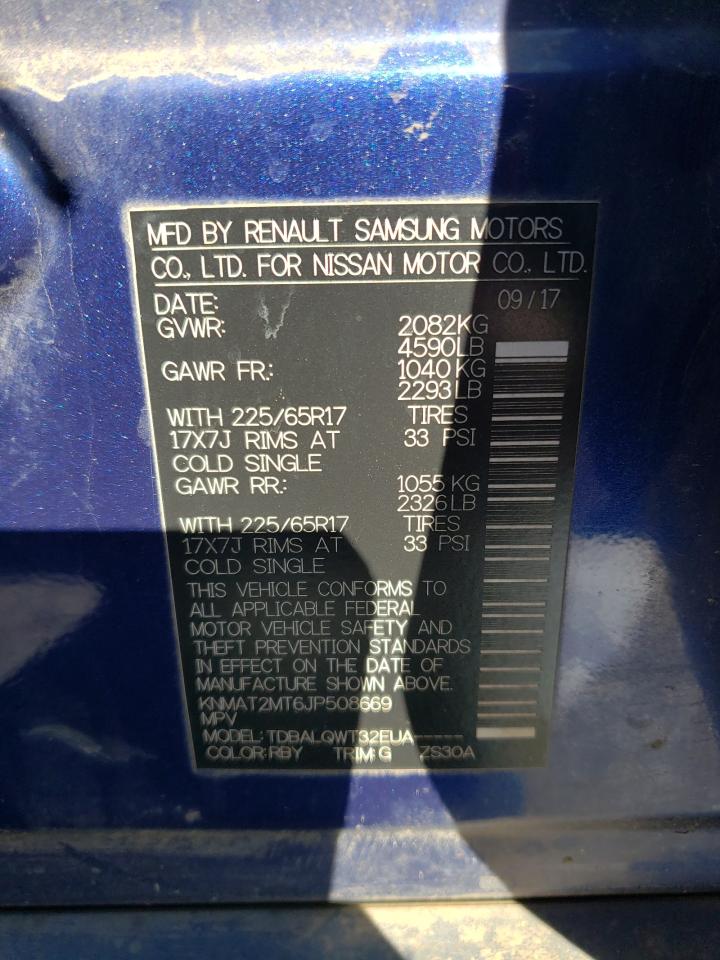 MFD BY RENAULT SAMSUNG MOTORS
CO., LTD. FOR NISSAN MOTOR CO., LTD.
DATE: 09/17
GVWR: 2082KG
4590LB
GAWR FR: 1040KG
2293LB
WITH 225/65R17 TIRES
17X7J RIMS AT 33 PSI
COLD SINGLE
GAWR RR: 1055KG
2326LB
WITH 225/65R17 TIRES
17X7J RIMS AT 33 PSI
COLD SINGLE
THIS VEHICLE CONFORMS TO
ALL APPLICABLE FEDERAL
MOTOR VEHICLE SAFETY AND
THEFT PREVENTION STANDARDS
IN EFFECT ON THE DATE OF
MANUFACTURE SHOWN ABOVE.
KNMAT2MT6JP508669
MPV
MODEL: TDBALQWT32EUA-----
COLOR:RBY TRIM:G ZS30A